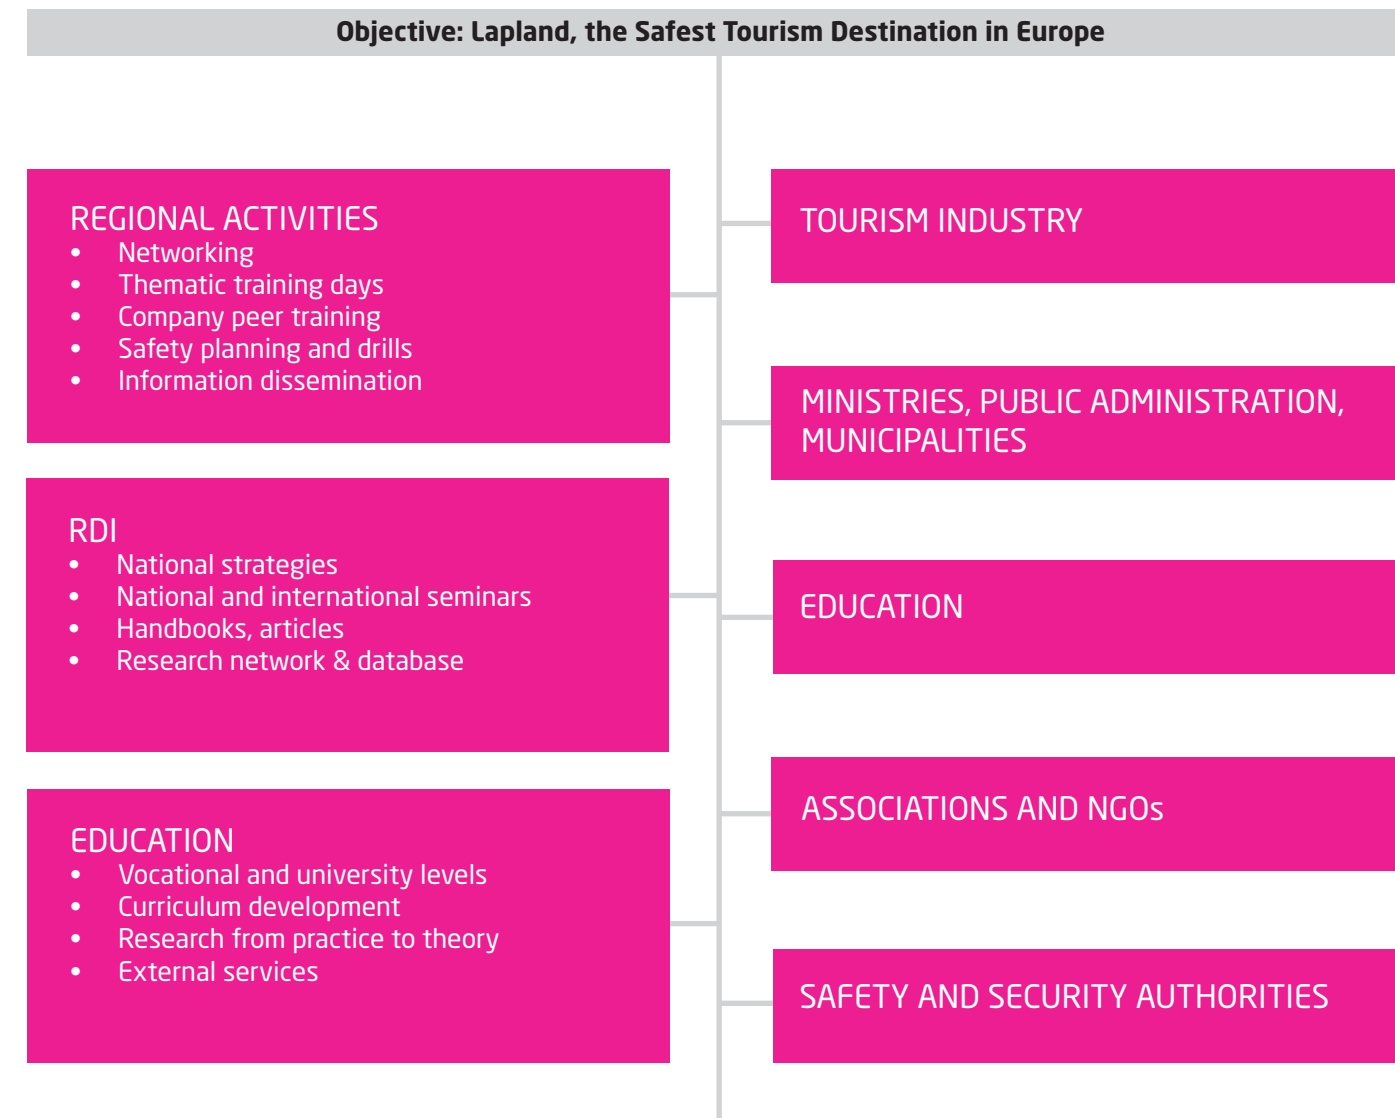 Objective: Lapland, the Safest Tourism Destination in Europe
REGIONAL ACTIVITIES
• Networking
• Thematic training days
• Company peer training
• Safety planning and drills
• Information dissemination
RDI
• National strategies
• National and international seminars
• Handbooks, articles
• Research network & database
EDUCATION
• Vocational and university levels
• Curriculum development
• Research from practice to theory
• External services
TOURISM INDUSTRY
MINISTRIES, PUBLIC ADMINISTRATION,
MUNICIPALITIES
EDUCATION
ASSOCIATIONS AND NGOs
SAFETY AND SECURITY AUTHORITIES